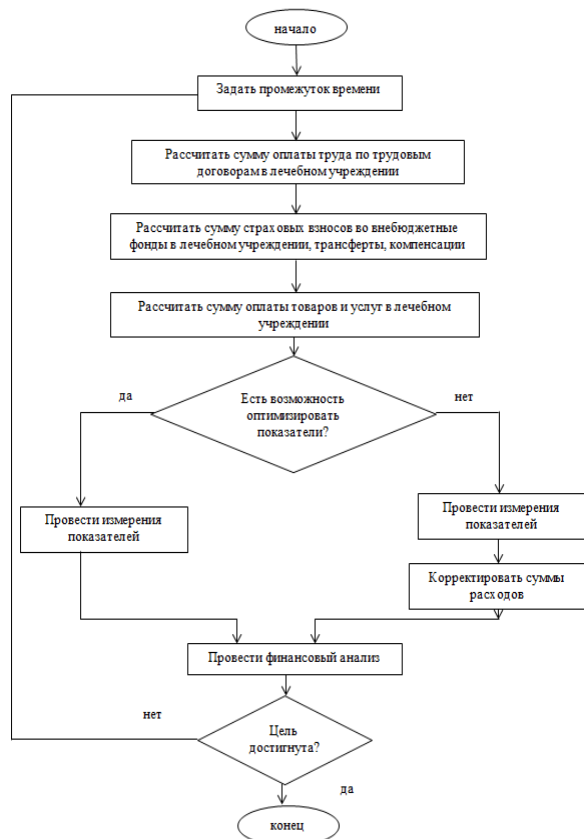 начало
Задать промежуток времени
Рассчитать сумму оплаты труда по трудовым
договорам в лечебном учреждении
Рассчитать сумму страховых взносов во внебюджетные
фонды в лечебном учреждении, трансферты, компенсации
Рассчитать сумму оплаты товаров и услуг в лечебном
учреждении
да
Есть возможность
оптимизировать
показатели?
нет
Провести измерения
показателей
Провести измерения
показателей
Корректировать суммы
расходов
Провести финансовый анализ
нет
Цель
достигнута?
да
конец